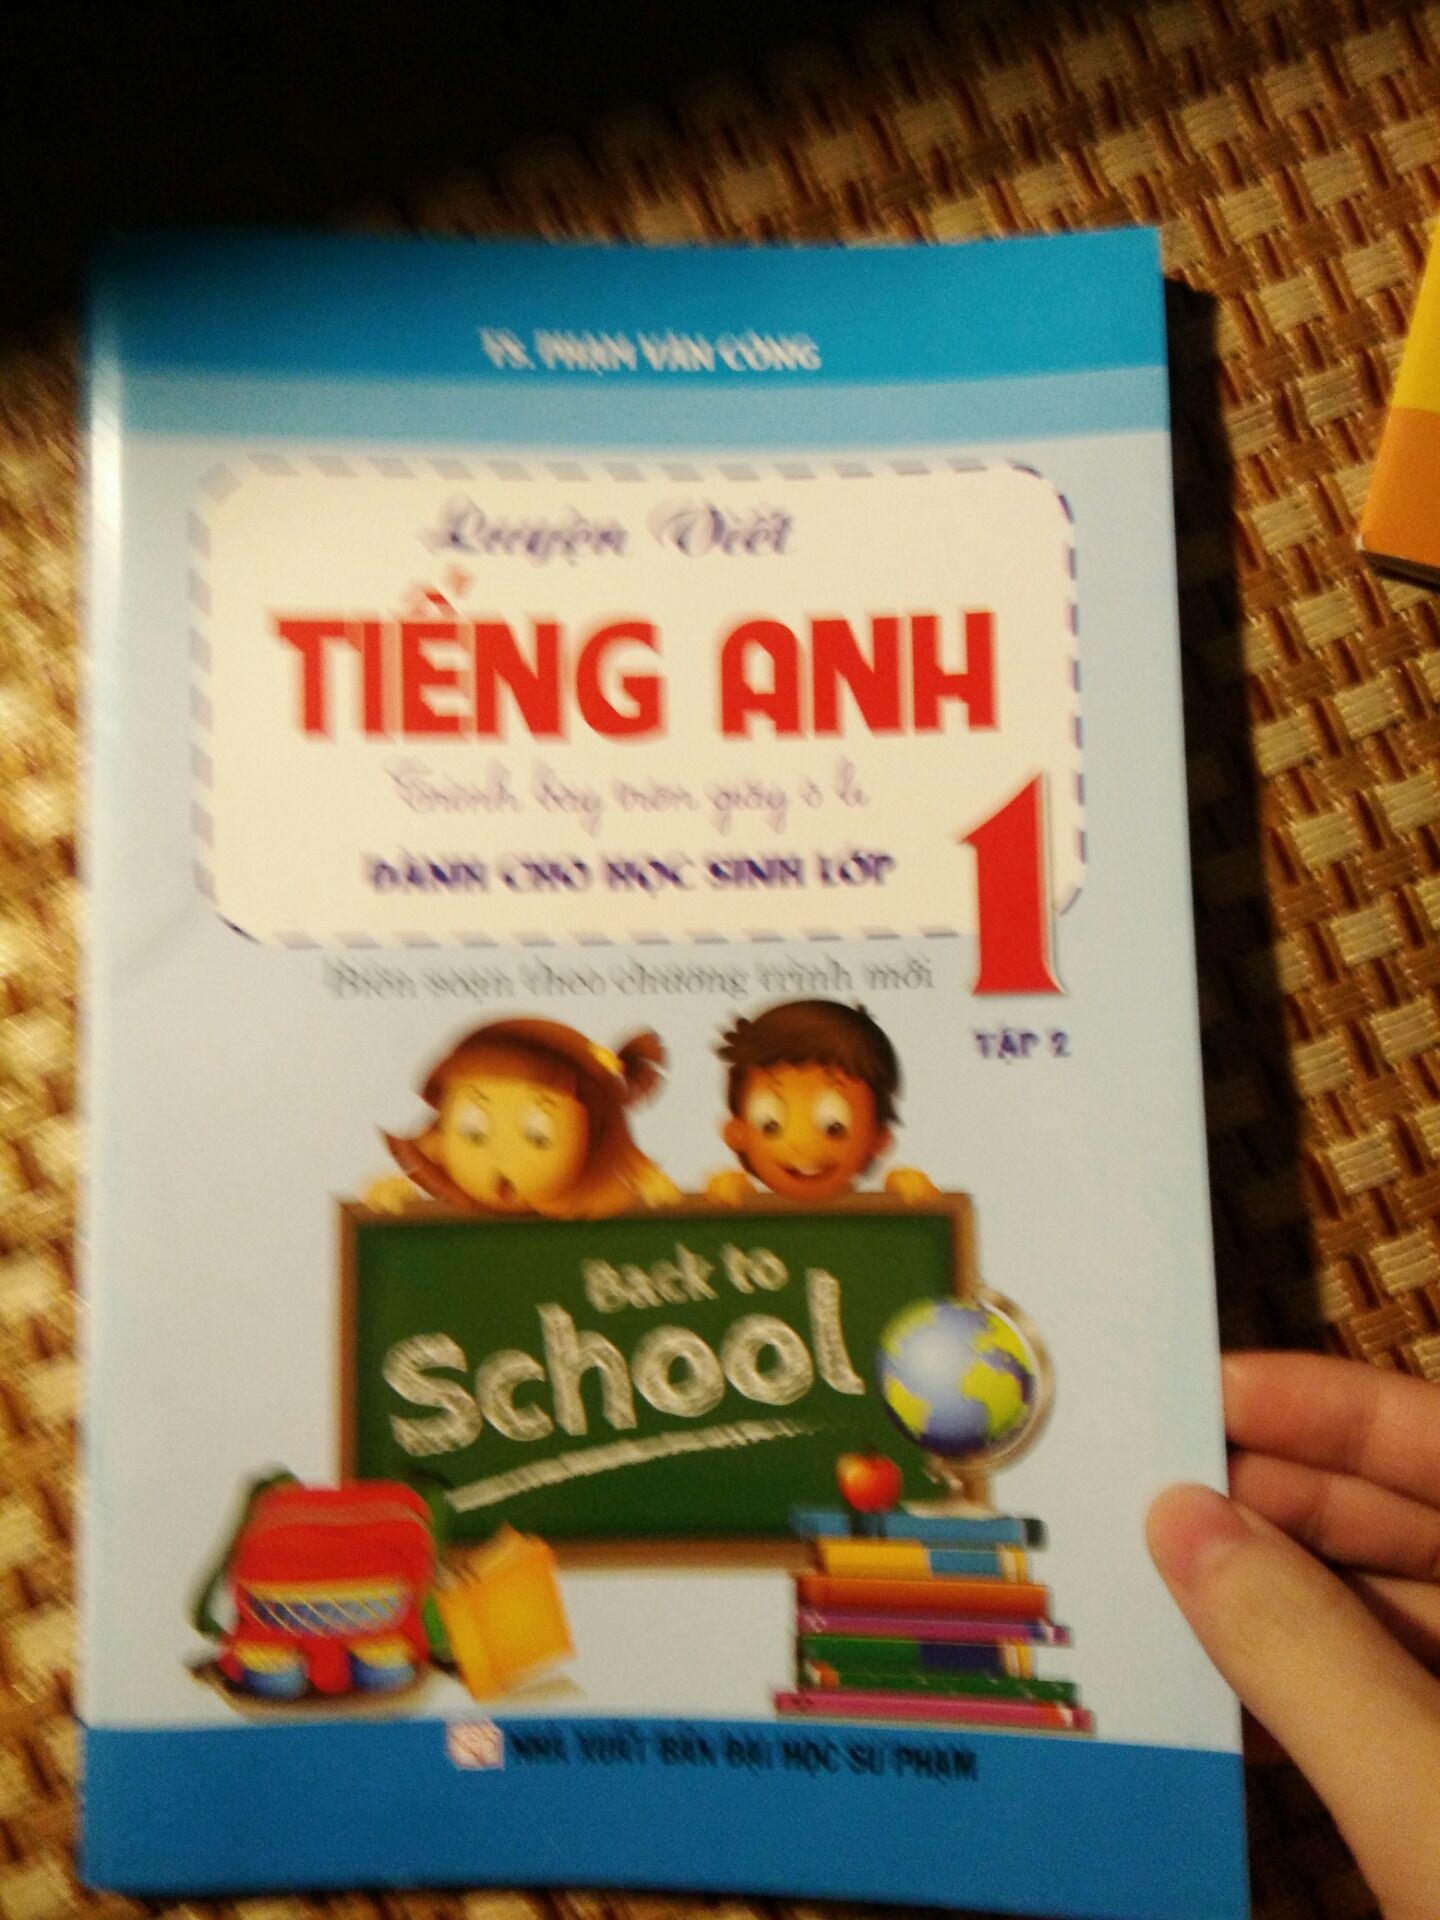 TS. PHẠM VĂN CÔNG
Luyện Viết
TIẾNG ANH
Trình bày trên giấy ô li
DÀNH CHO HỌC SINH LỚP 1
Biên soạn theo chương trình mới
TẬP 2
Back to
School
NHÀ XUẤT BẢN ĐẠI HỌC SƯ PHẠM